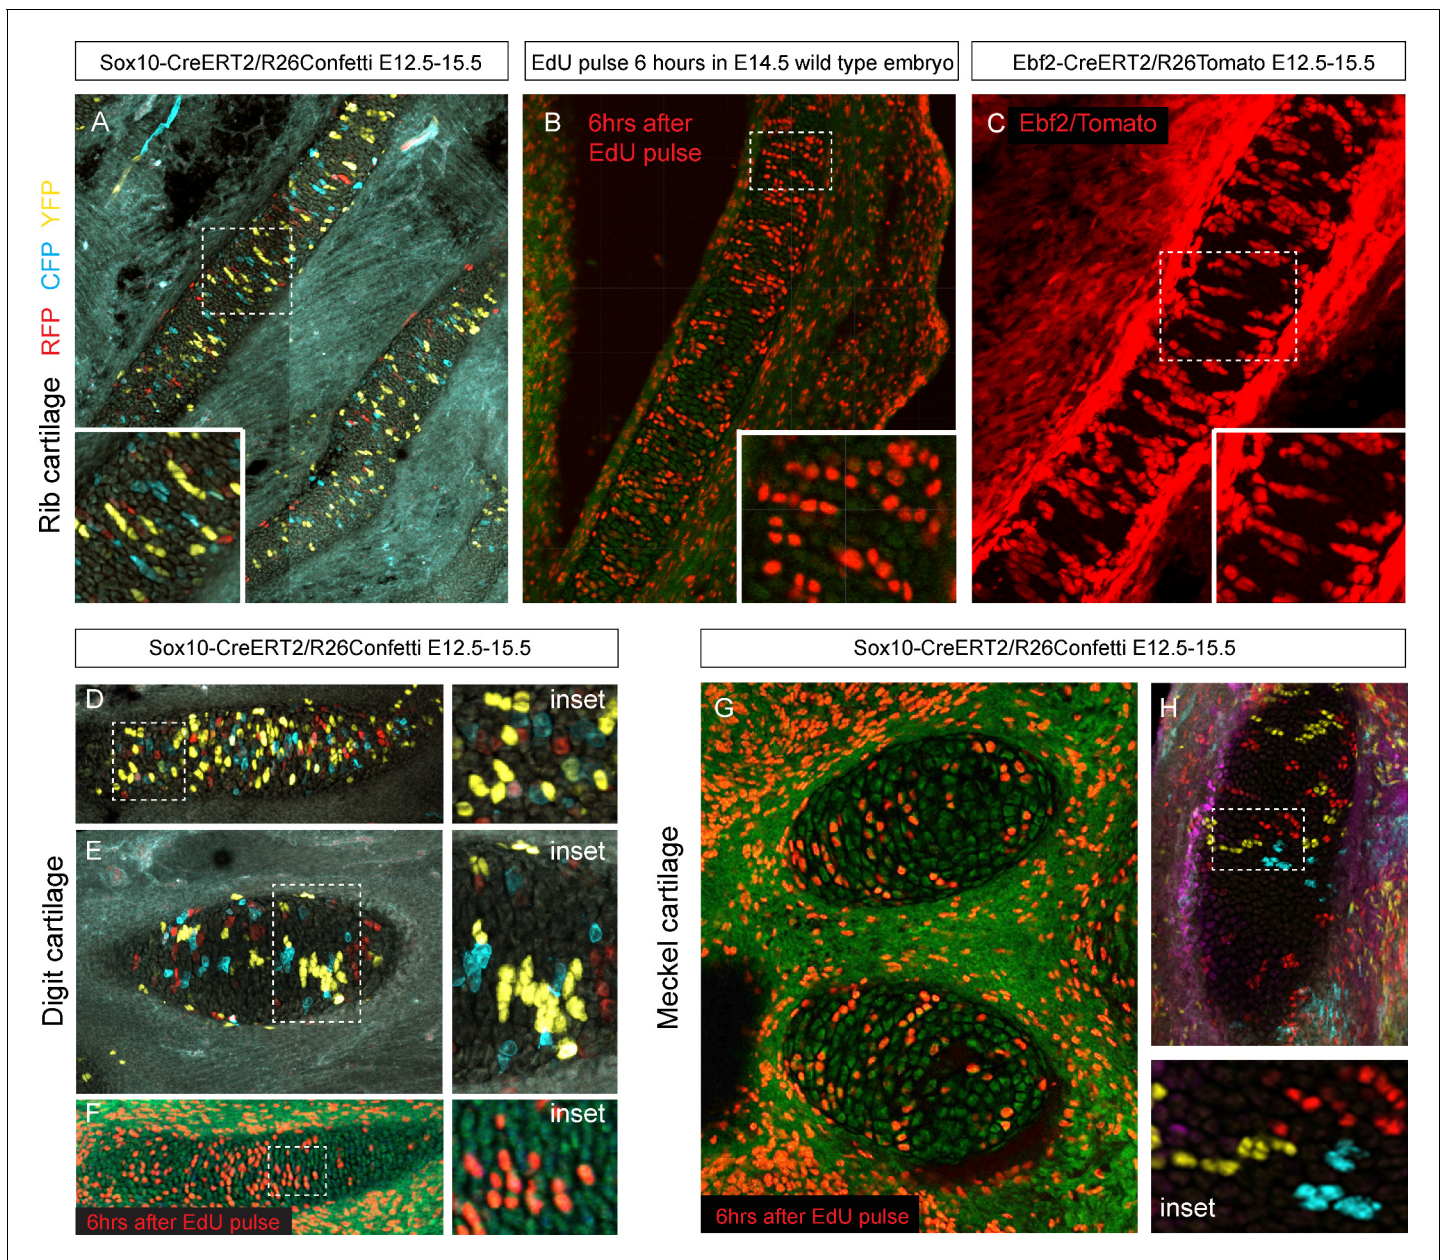 Sox10-CreERT2/R26Confetti E12.5-15.5
EdU pulse 6 hours in E14.5 wild type embryo
Ebf2-CreERT2/R26Tomato E12.5-15.5
Rib cartilage
RFP CFP YFP
A
B
6hrs after
EdU pulse
C
Ebf2/Tomato
Sox10-CreERT2/R26Confetti E12.5-15.5
Sox10-CreERT2/R26Confetti E12.5-15.5
Digit cartilage
D
inset
E
inset
F
6hrs after EdU pulse
inset
Meckel cartilage
G
6hrs after EdU pulse
H
inset